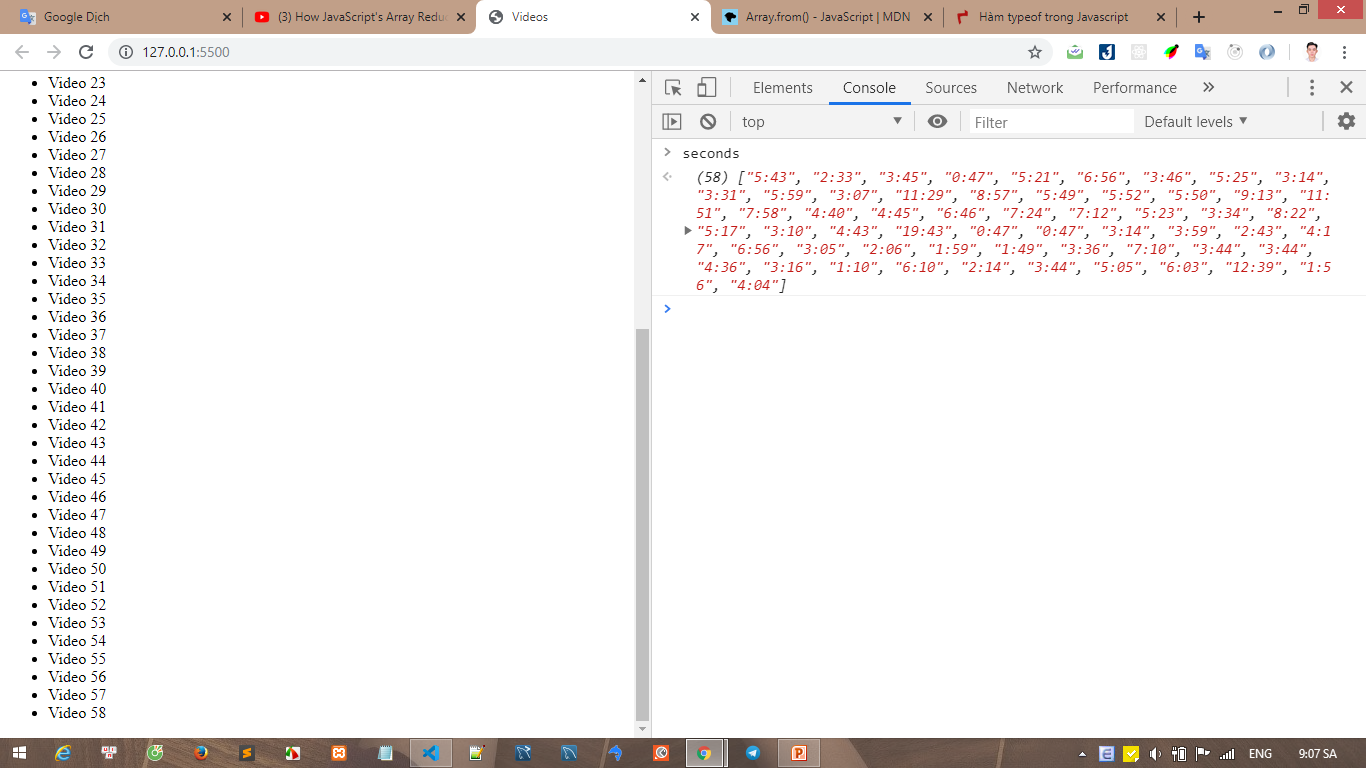 Google Dịch
(3) How JavaScript's Array Redu
Videos
Array.from() - JavaScript | MDN
Hàm typeof trong Javascript
127.0.0.1:5500
Video 23
Video 24
Video 25
Video 26
Video 27
Video 28
Video 29
Video 30
Video 31
Video 32
Video 33
Video 34
Video 35
Video 36
Video 37
Video 38
Video 39
Video 40
Video 41
Video 42
Video 43
Video 44
Video 45
Video 46
Video 47
Video 48
Video 49
Video 50
Video 51
Video 52
Video 53
Video 54
Video 55
Video 56
Video 57
Video 58
Elements Console Sources Network Performance »
top Filter Default levels ▼
> seconds
(58) ["5:43", "2:33", "3:45", "0:47", "5:21", "6:56", "3:46", "5:25", "3:14",
"3:31", "5:59", "3:07", "11:29", "8:57", "5:49", "5:52", "5:50", "9:13", "11:
51", "7:58", "4:40", "4:45", "6:46", "7:24", "7:12", "5:23", "3:34", "8:22",
"5:17", "3:10", "4:43", "19:43", "0:47", "0:47", "3:14", "3:59", "2:43", "4:1
7", "6:56", "3:05", "2:06", "1:59", "1:49", "3:36", "7:10", "3:44", "3:44",
"4:36", "3:16", "1:10", "6:10", "2:14", "3:44", "5:05", "6:03", "12:39", "1:5
6", "4:04"]
>
ENG
9:07 SA